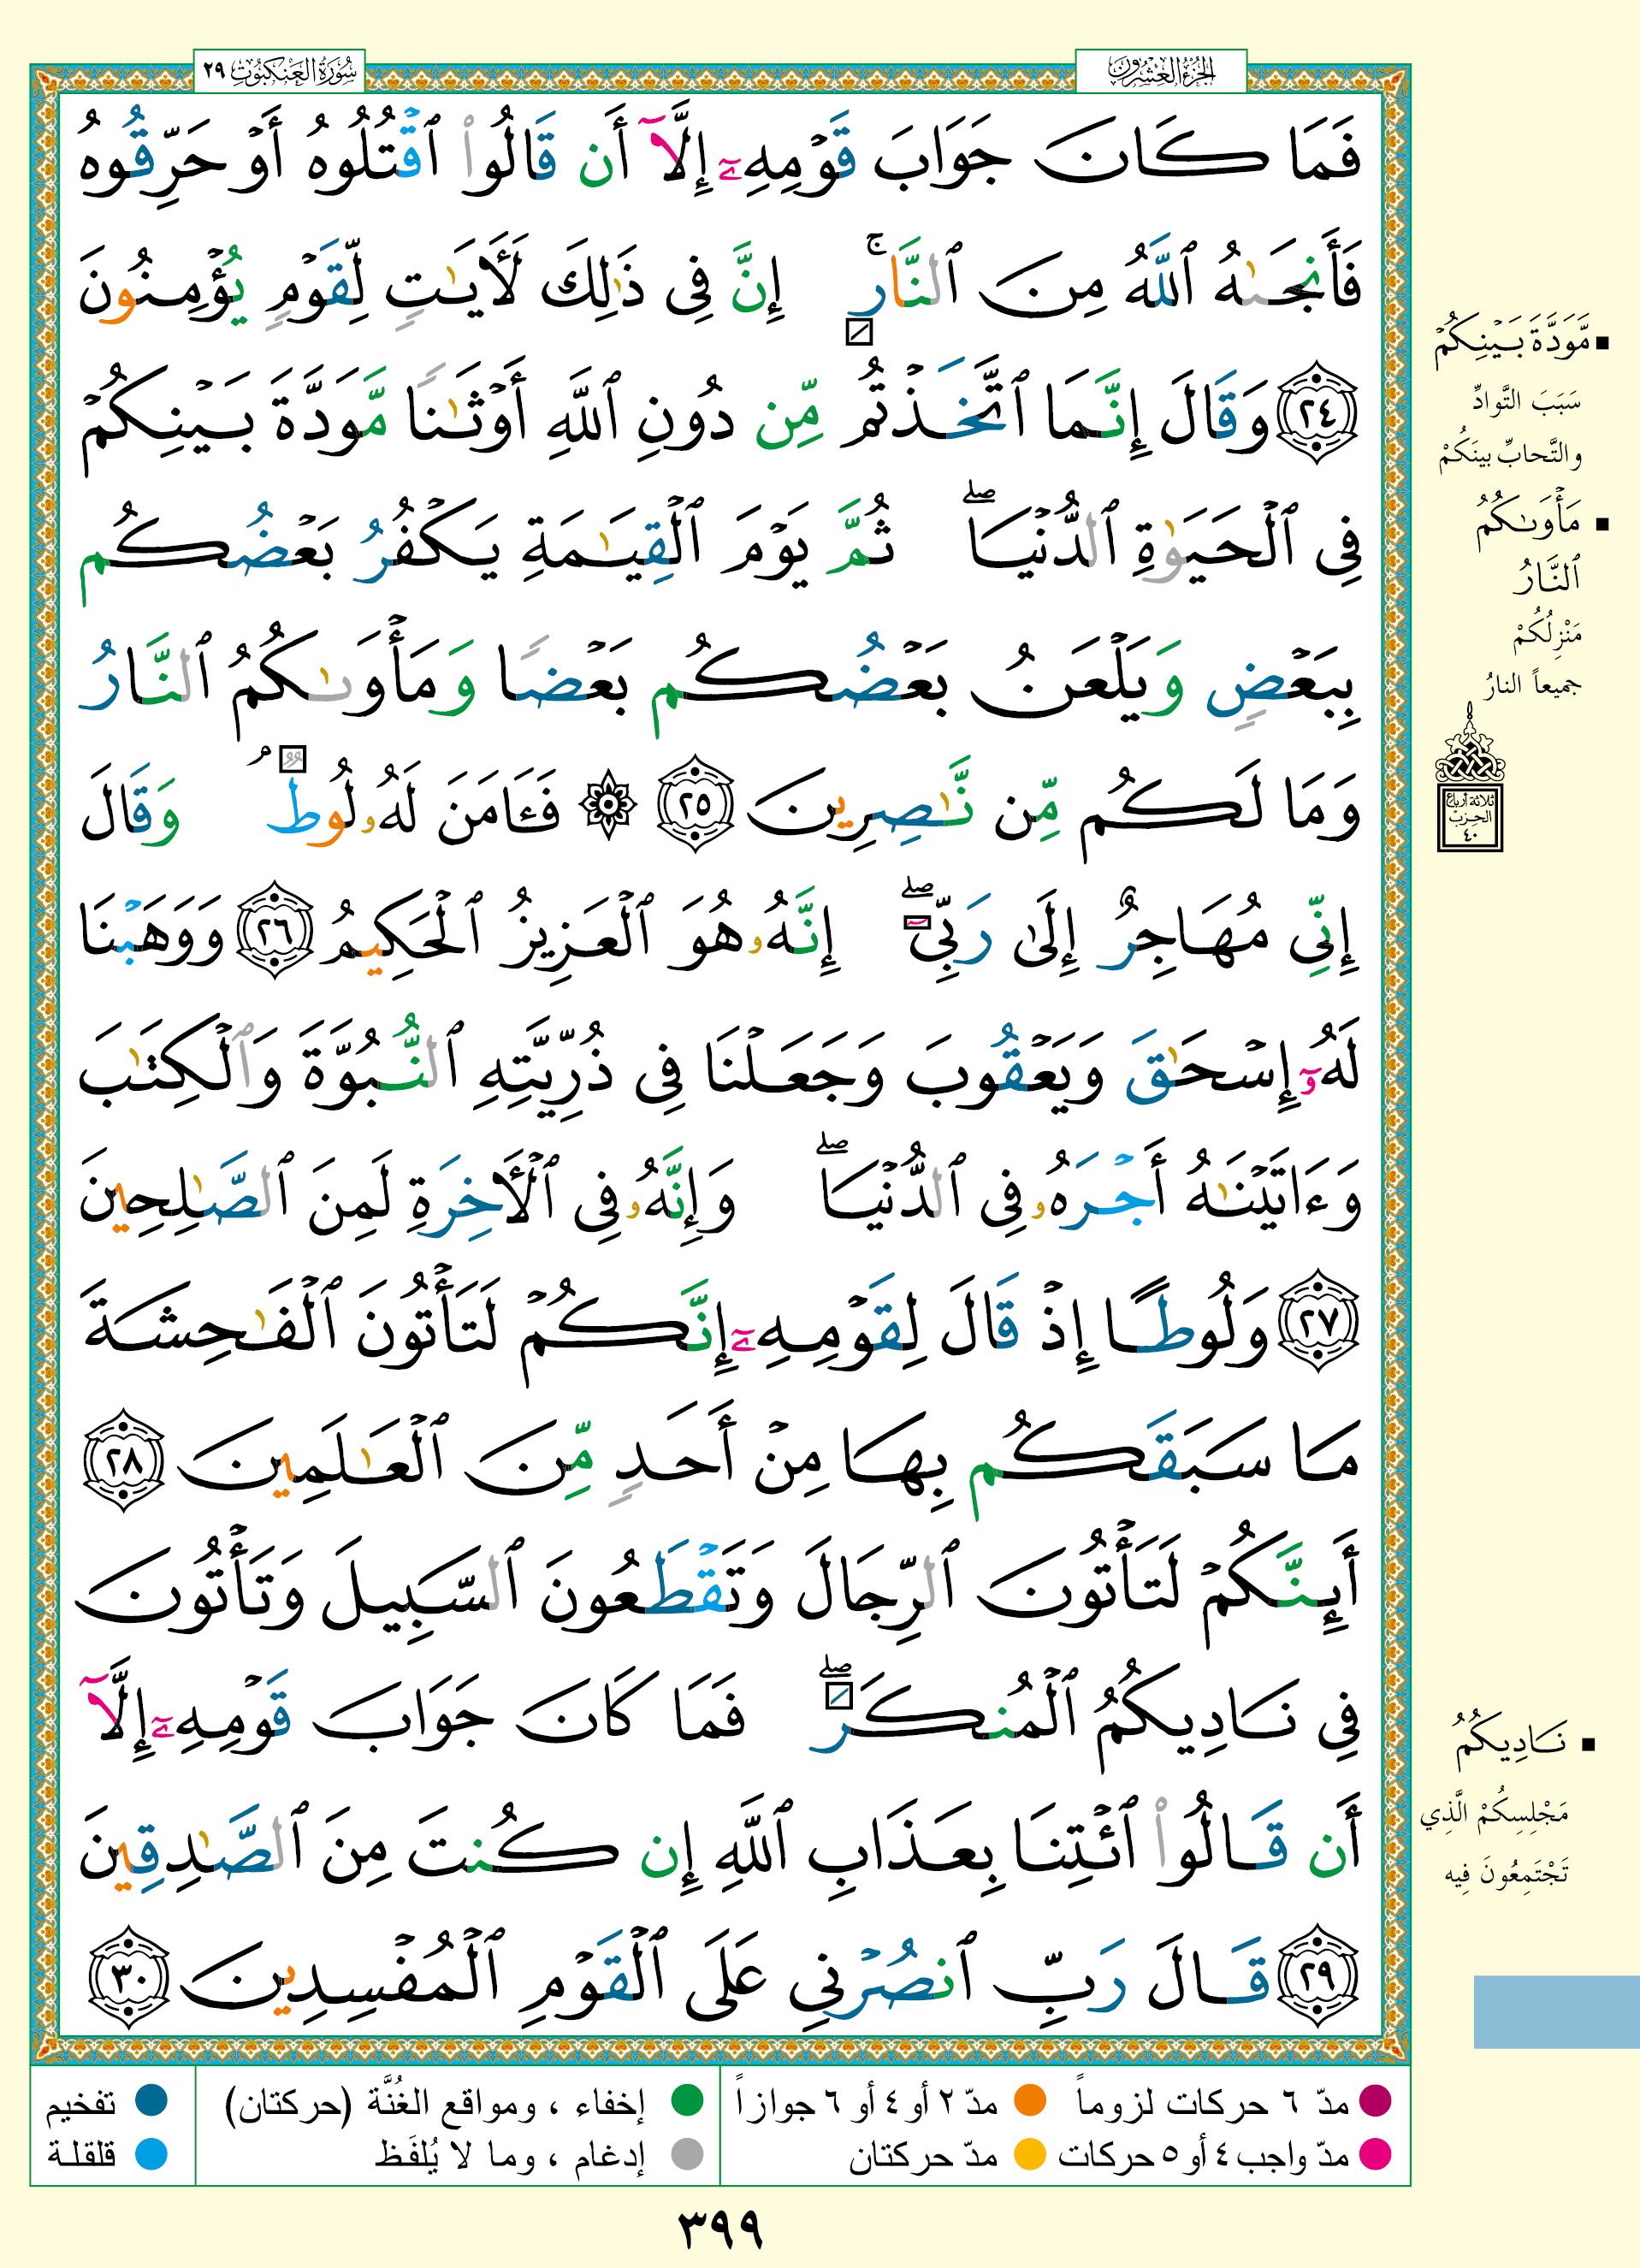 الجزء العشرون
سورة العنكبوت ٢٩
فَمَا كَانَ جَوَابَ قَوْمِهِۦٓ إِلَّآ أَن قَالُوا۟ ٱقْتُلُوهُ أَوْ حَرِّقُوهُ
فَأَنجَىٰهُ ٱللَّهُ مِنَ ٱلنَّارِ ۚ إِنَّ فِى ذَٰلِكَ لَـَٔايَـٰتٍ لِّقَوْمٍ يُؤْمِنُونَ
﴿٢٤﴾ وَقَالَ إِنَّمَا ٱتَّخَذْتُم مِّن دُونِ ٱللَّهِ أَوْثَـٰنًا مَّوَدَّةَ بَيْنِكُمْ
فِى ٱلْحَيَوٰةِ ٱلدُّنْيَا ۖ ثُمَّ يَوْمَ ٱلْقِيَـٰمَةِ يَكْفُرُ بَعْضُكُم
بِبَعْضٍ وَيَلْعَنُ بَعْضُكُم بَعْضًا وَمَأْوَىٰكُمُ ٱلنَّارُ
وَمَا لَكُم مِّن نَّـٰصِرِينَ ﴿٢٥﴾ ۞ فَـَٔامَنَ لَهُۥ لُوطٌ ۘ وَقَالَ
إِنِّى مُهَاجِرٌ إِلَىٰ رَبِّىٓ ۖ إِنَّهُۥ هُوَ ٱلْعَزِيزُ ٱلْحَكِيمُ ﴿٢٦﴾ وَوَهَبْنَا
لَهُۥٓ إِسْحَـٰقَ وَيَعْقُوبَ وَجَعَلْنَا فِى ذُرِّيَّتِهِ ٱلنُّبُوَّةَ وَٱلْكِتَـٰبَ
وَءَاتَيْنَـٰهُ أَجْرَهُۥ فِى ٱلدُّنْيَا ۖ وَإِنَّهُۥ فِى ٱلْـَٔاخِرَةِ لَمِنَ ٱلصَّـٰلِحِينَ
﴿٢٧﴾ وَلُوطًا إِذْ قَالَ لِقَوْمِهِۦٓ إِنَّكُمْ لَتَأْتُونَ ٱلْفَـٰحِشَةَ
مَا سَبَقَكُم بِهَا مِنْ أَحَدٍ مِّنَ ٱلْعَـٰلَمِينَ ﴿٢٨﴾
أَئِنَّكُمْ لَتَأْتُونَ ٱلرِّجَالَ وَتَقْطَعُونَ ٱلسَّبِيلَ وَتَأْتُونَ
فِى نَادِيكُمُ ٱلْمُنكَرَ ۖ فَمَا كَانَ جَوَابَ قَوْمِهِۦٓ إِلَّآ
أَن قَالُوا۟ ٱئْتِنَا بِعَذَابِ ٱللَّهِ إِن كُنتَ مِنَ ٱلصَّـٰدِقِينَ
﴿٢٩﴾ قَالَ رَبِّ ٱنصُرْنِى عَلَى ٱلْقَوْمِ ٱلْمُفْسِدِينَ ﴿٣٠﴾
▪ مَّوَدَّةَ بَيْنِكُمْ
سَبَبَ التَّوادِّ
والتَّحابِّ بينَكُمْ
▪ مَأْوَىٰكُمُ
ٱلنَّارُ
مَنْزِلُكُمْ
جميعاً النارُ
ثلاثة أرباع
الحزب
٤٠
▪ نَادِيكُمُ
مَجْلِسِكُمْ الَّذِي
تَجْتَمِعُونَ فِيه
مدّ ٦ حركات لزوماً ● مدّ ٢ أو ٤ أو ٦ جوازاً ● إخفاء ، ومواقع الغُنَّة (حركتان) ● تفخيم
مدّ واجب ٤ أو ٥ حركات ● مدّ حركتان ● إدغام ، وما لا يُلفَظ ● قلقلة
٣٩٩